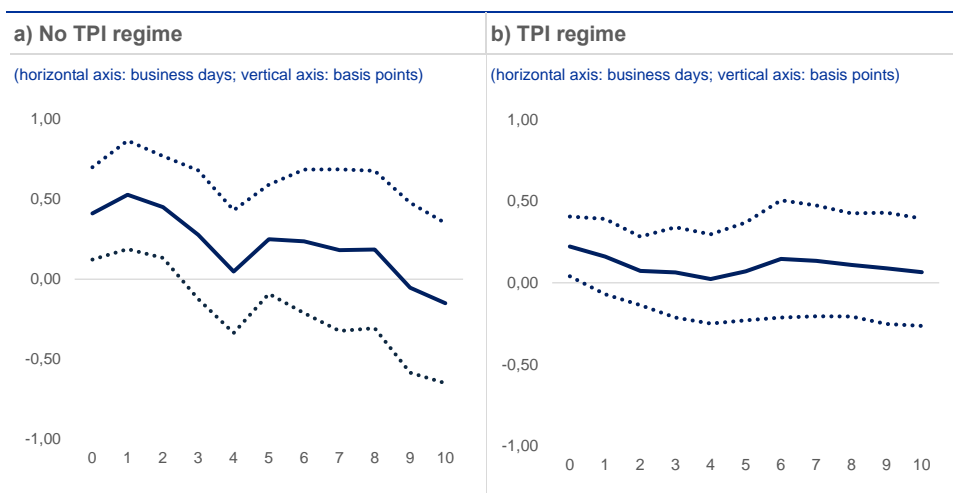 a) No TPI regime
(horizontal axis: business days; vertical axis: basis points)
1,00
0,50
0,00
-0,50
-1,00
0 1 2 3 4 5 6 7 8 9 10
b) TPI regime
(horizontal axis: business days; vertical axis: basis points)
1,00
0,50
0,00
-0,50
-1,00
0 1 2 3 4 5 6 7 8 9 10